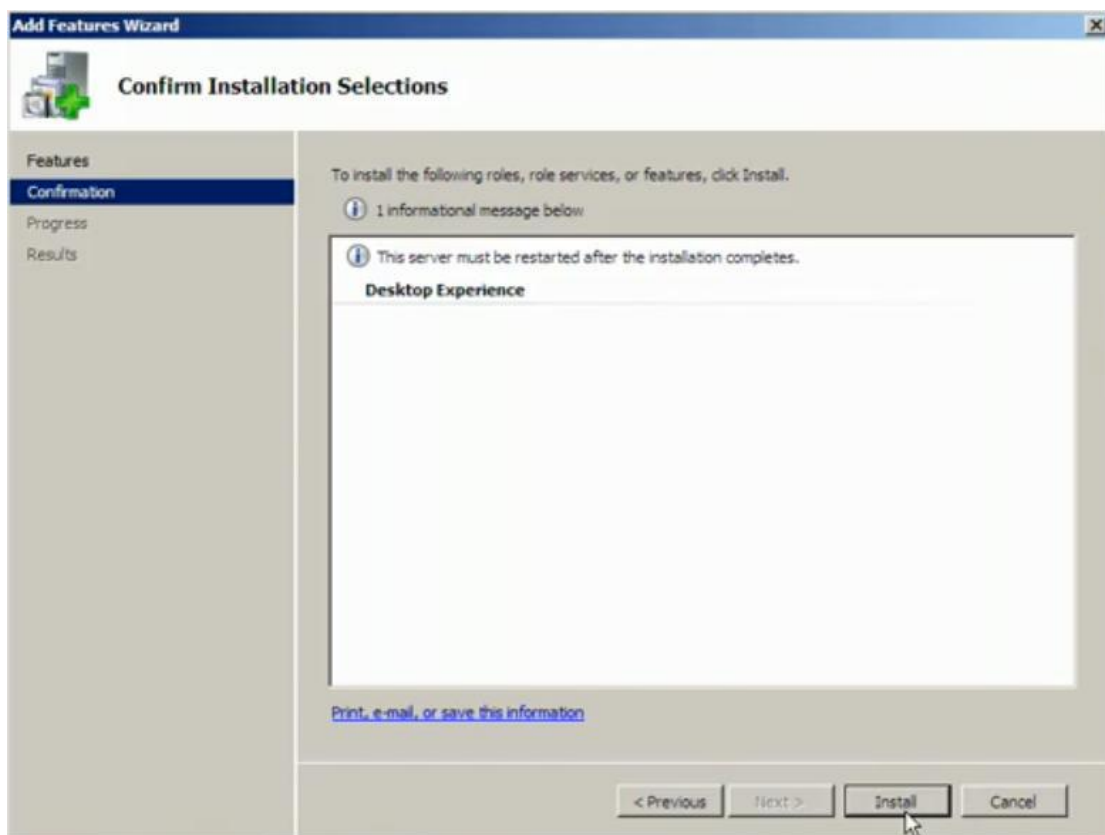 Add Features Wizard
Confirm Installation Selections
Features
Confirmation
Progress
Results
To install the following roles, role services, or features, click Install.
1 informational message below
This server must be restarted after the installation completes.
Desktop Experience
Print, e-mail, or save this information
< Previous
Next >
Install
Cancel